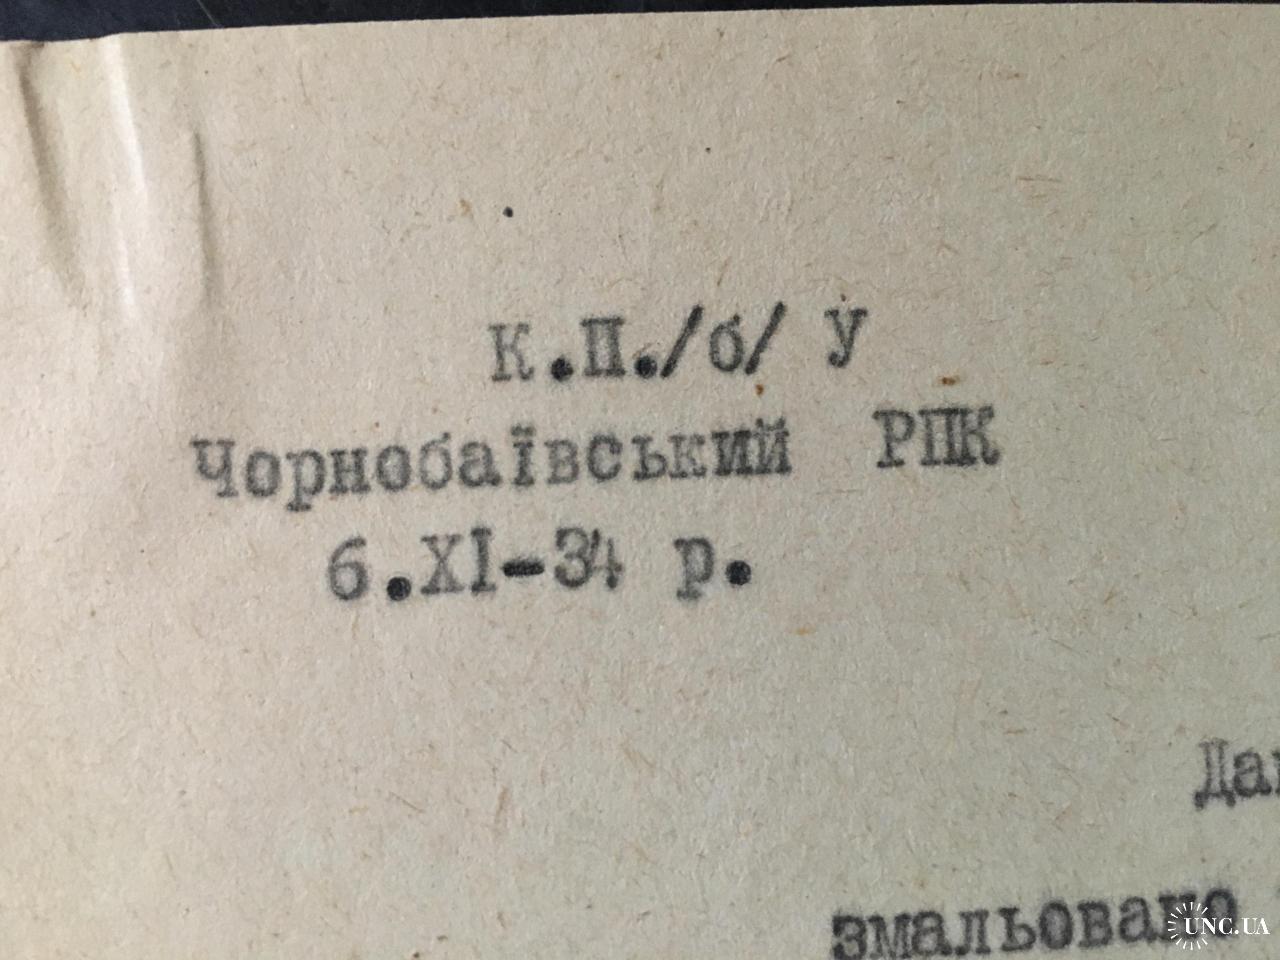 К.П./б/ У
Чорнобаївський РПК
6.XI-34 р.
змальовано
UNC.UA